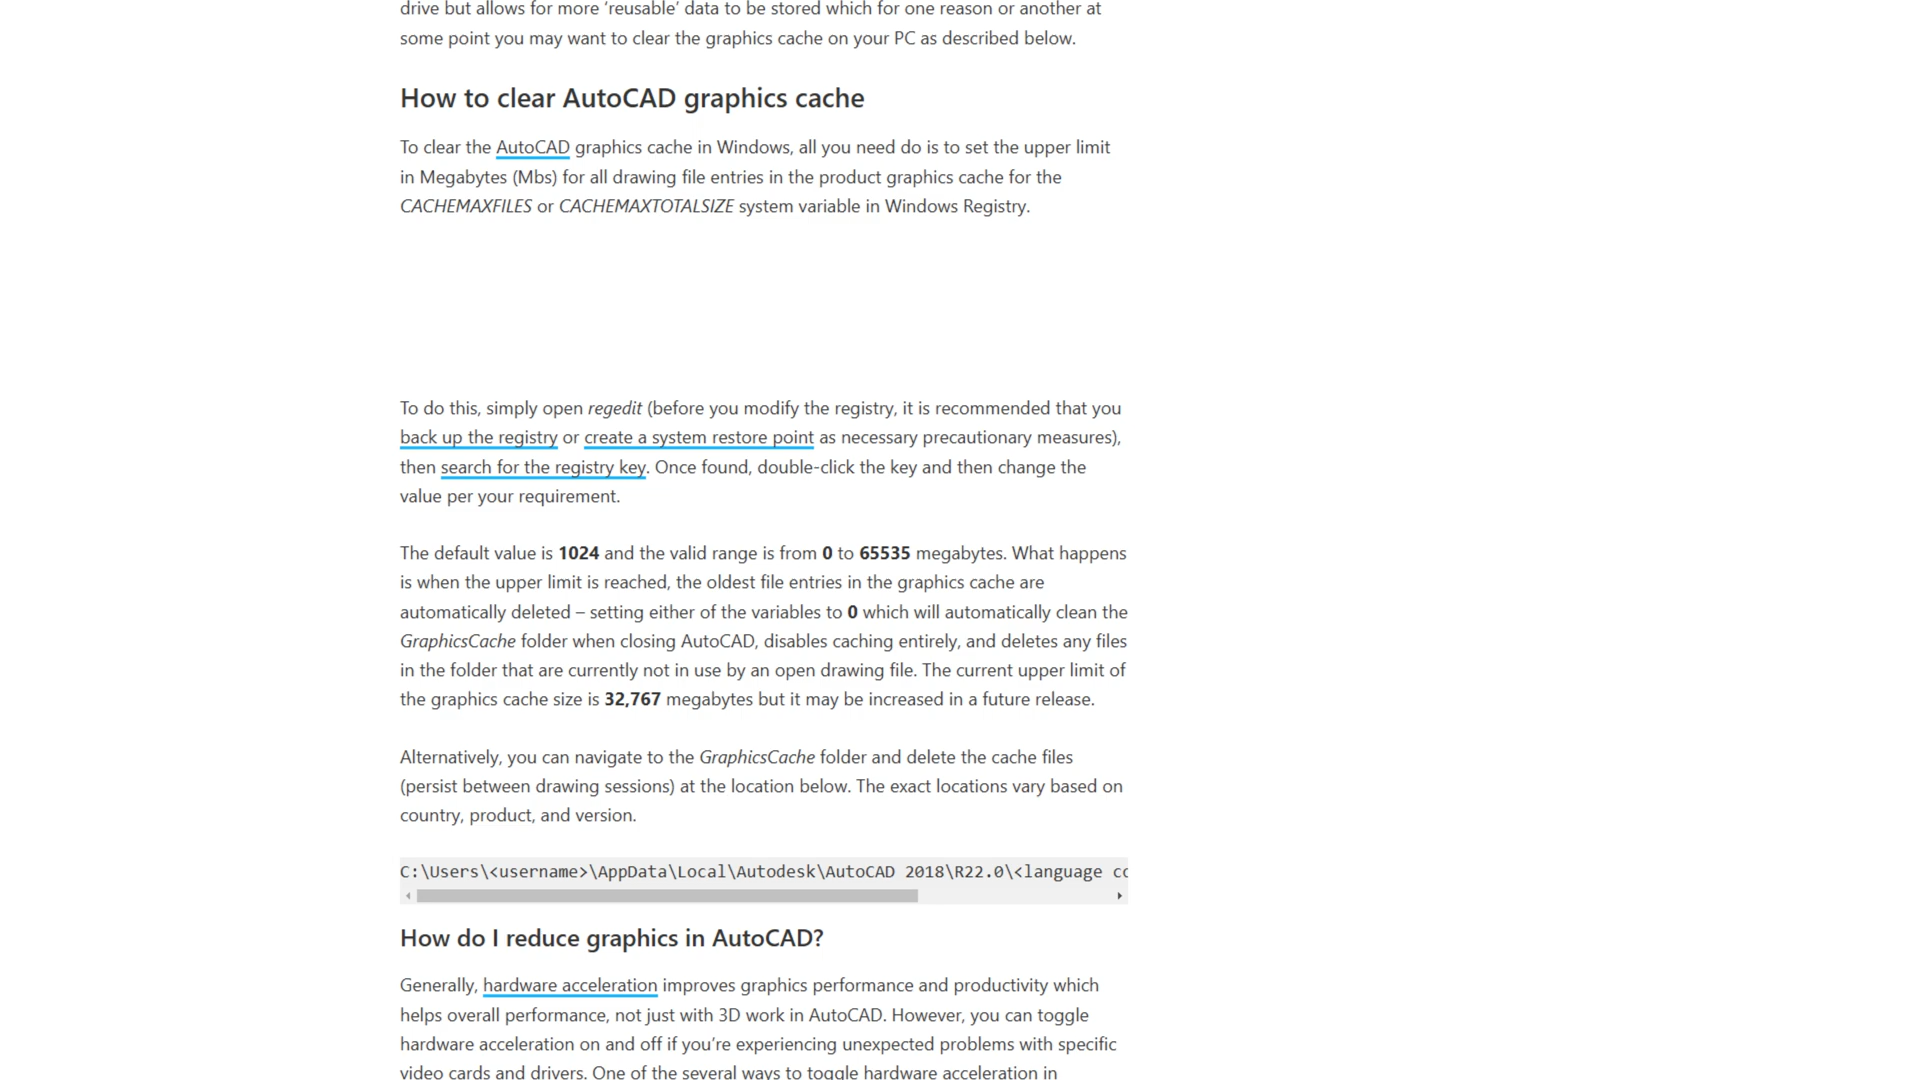 drive but allows for more ‘reusable’ data to be stored which for one reason or another at
some point you may want to clear the graphics cache on your PC as described below.
How to clear AutoCAD graphics cache
To clear the AutoCAD graphics cache in Windows, all you need do is to set the upper limit
in Megabytes (Mbs) for all drawing file entries in the product graphics cache for the
CACHEMAXFILES or CACHEMAXTOTALSIZE system variable in Windows Registry.
To do this, simply open regedit (before you modify the registry, it is recommended that you
back up the registry or create a system restore point as necessary precautionary measures),
then search for the registry key. Once found, double-click the key and then change the
value per your requirement.
The default value is 1024 and the valid range is from 0 to 65535 megabytes. What happens
is when the upper limit is reached, the oldest file entries in the graphics cache are
automatically deleted – setting either of the variables to 0 which will automatically clean the
GraphicsCache folder when closing AutoCAD, disables caching entirely, and deletes any files
in the folder that are currently not in use by an open drawing file. The current upper limit of
the graphics cache size is 32,767 megabytes but it may be increased in a future release.
Alternatively, you can navigate to the GraphicsCache folder and delete the cache files
(persist between drawing sessions) at the location below. The exact locations vary based on
country, product, and version.
C:\Users\<username>\AppData\Local\Autodesk\AutoCAD 2018\R22.0\<language co
How do I reduce graphics in AutoCAD?
Generally, hardware acceleration improves graphics performance and productivity which
helps overall performance, not just with 3D work in AutoCAD. However, you can toggle
hardware acceleration on and off if you’re experiencing unexpected problems with specific
video cards and drivers. One of the several ways to toggle hardware acceleration in